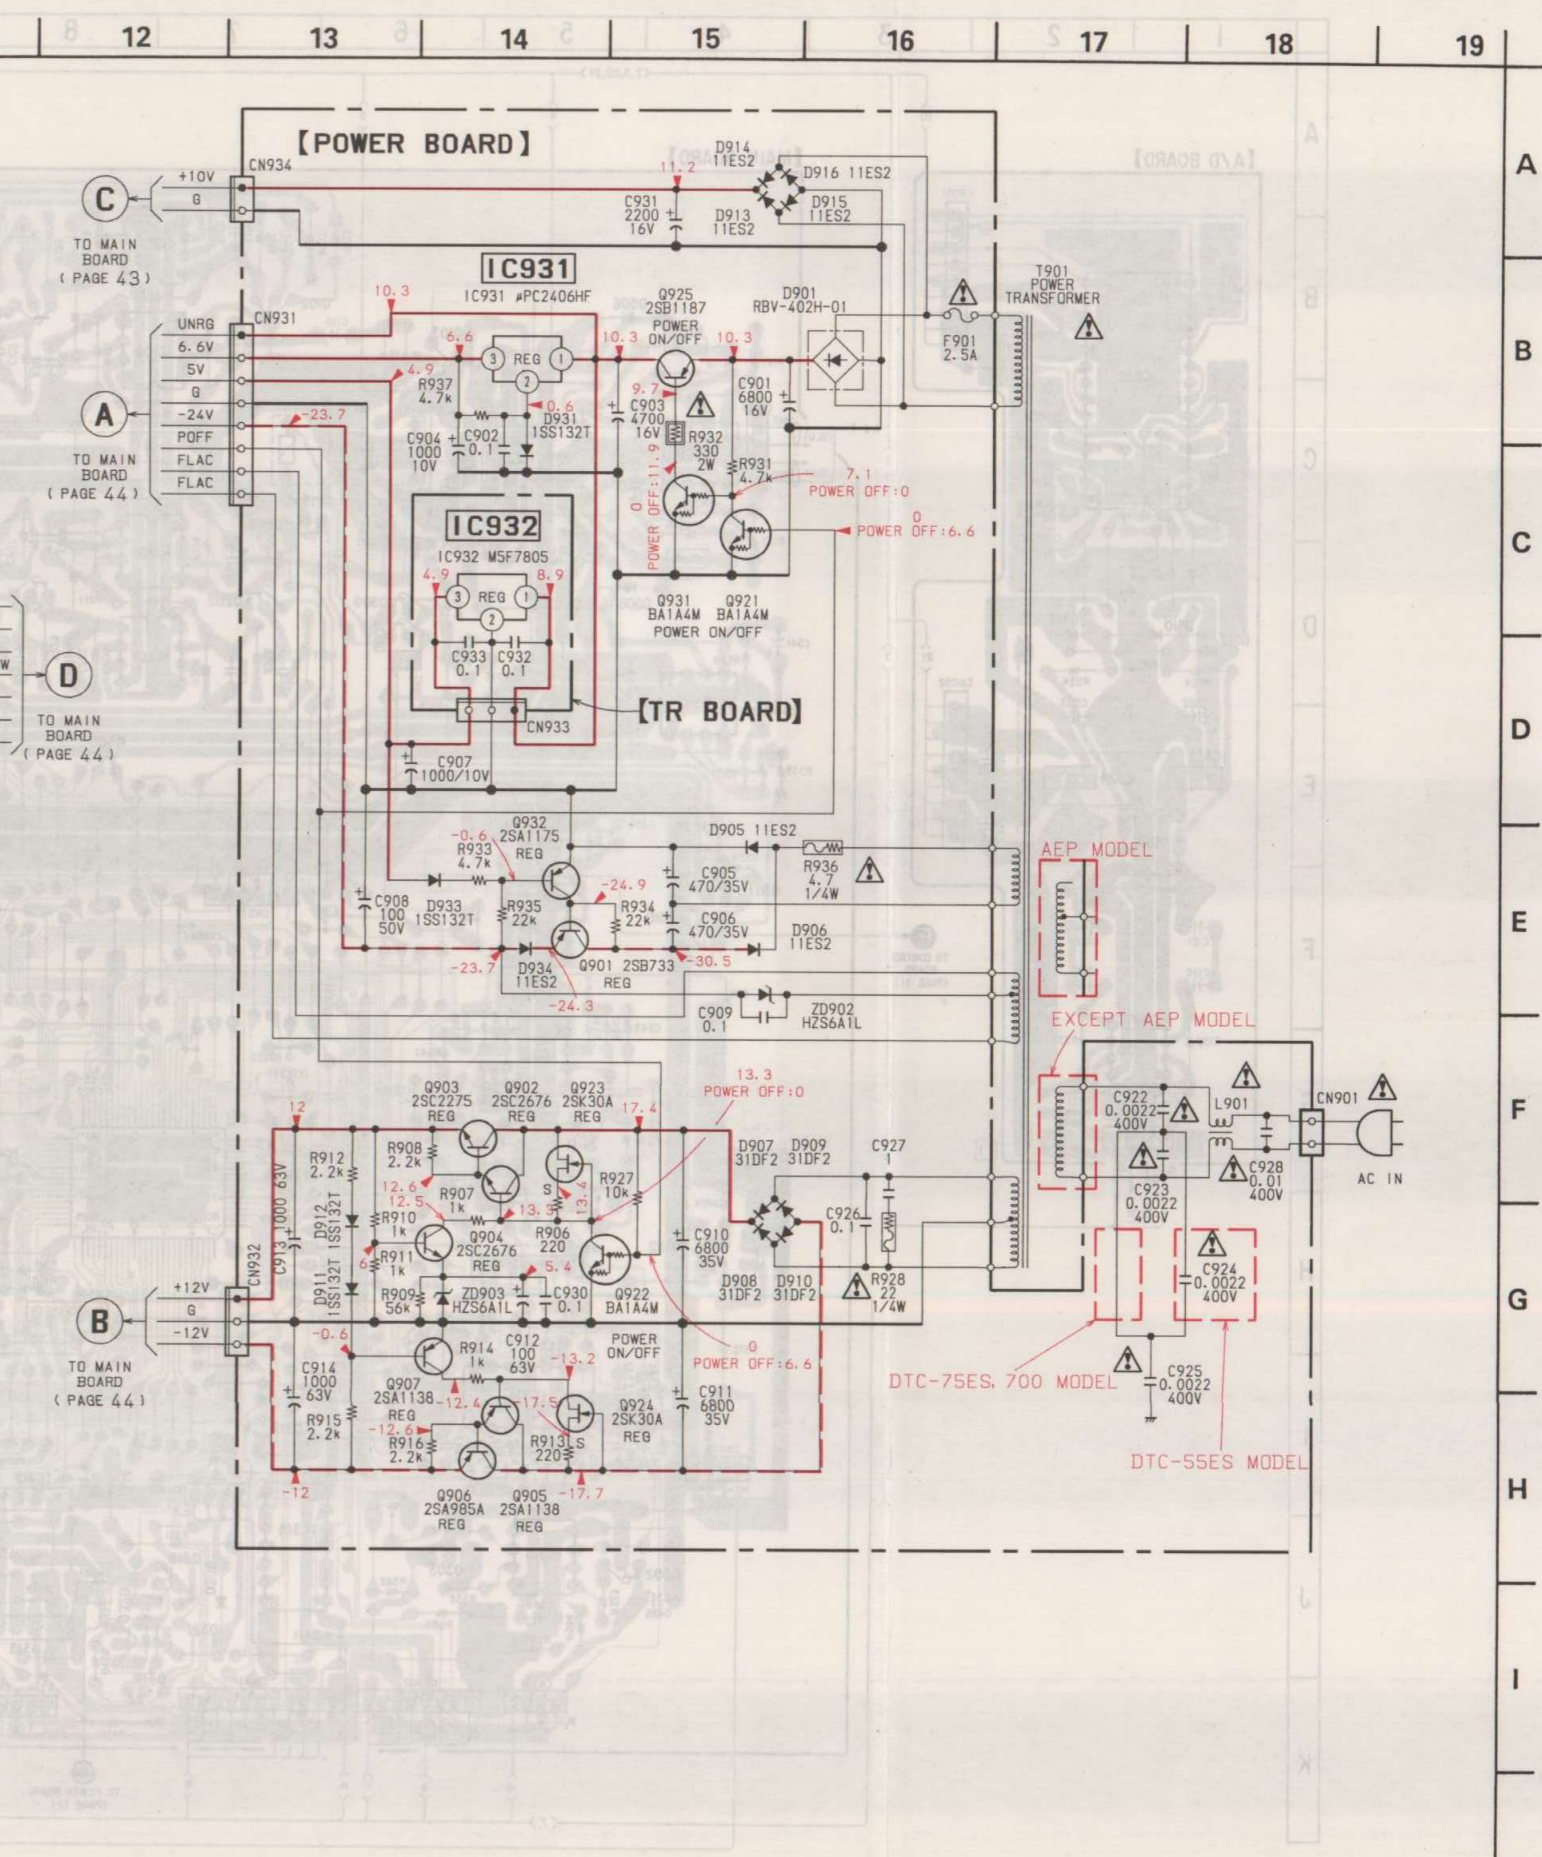 12 13 14 15 16 17 18 19
A
B
C
D
E
F
G
H
I
【POWER BOARD】
CN934
+10V
G
C
TO MAIN
BOARD
( PAGE 43 )
11.2
C931
2200
16V
D914
11ES2
D916 11ES2
D913
11ES2
D915
11ES2
IC931
IC931 μPC2406HF
10.3
CN931
UNRG
6.6V
5V
G
-24V
POFF
FLAC
FLAC
A
TO MAIN
BOARD
( PAGE 44 )
6.6
3 REG 1
2
4.9
R937
4.7k
0.6
D931
1SS132T
C904
1000
10V
C902
0.1
-23.7
10.3
Q925
2SB1187
POWER
ON/OFF
10.3
D901
RBV-402H-01
9.7
C903
4700
16V
R932
330
2W
C901
6800
16V
R931
4.7k
0
POWER OFF:11.9
7.1
POWER OFF:0
0
POWER OFF:6.6
Q931
BA1A4M
Q921
BA1A4M
POWER ON/OFF
F901
2.5A
T901
POWER
TRANSFORMER
IC932
IC932 M5F7805
4.9
8.9
3 REG 1
2
C933
0.1
C932
0.1
CN933
【TR BOARD】
W
D
TO MAIN
BOARD
( PAGE 44 )
C907
1000/10V
Q932
2SA1175
REG
-0.6
R933
4.7k
D933
1SS132T
C908
100
50V
R935
22k
-24.9
R934
22k
C905
470/35V
C906
470/35V
D905 11ES2
R936
4.7
1/4W
D906
11ES2
-23.7
D934
11ES2
Q901 2SB733
REG
-30.5
-24.3
C909
0.1
ZD902
HZS6A1L
AEP MODEL
EXCEPT AEP MODEL
Q903
2SC2275
REG
Q902
2SC2676
REG
Q923
2SK30A
REG
12
17.4
13.3
POWER OFF:0
R912
2.2k
R908
2.2k
12.6
12.5
R907
1k
S
13.4
R927
10k
C913 1000 63V
D912
1SS132T
R910
1k
13.3
R906
220
Q904
2SC2676
REG
6
R911
1k
D911
1SS132T
5.4
R909
56k
ZD903
HZS6A1L
C930
0.1
Q922
BA1A4M
POWER
ON/OFF
C910
6800
35V
D907
31DF2
D909
31DF2
D908
31DF2
D910
31DF2
C927
1
C926
0.1
R928
22
1/4W
0
POWER OFF:6.6
CN932
+12V
G
-12V
B
TO MAIN
BOARD
( PAGE 44 )
-0.6
C914
1000
63V
R914
1k
C912
100
63V
-13.2
Q907
2SA1138
REG
-12.4
-17.5
Q924
2SK30A
REG
C911
6800
35V
R915
2.2k
-12.6
R916
2.2k
R913
220
S
-12
Q906
2SA985A
REG
Q905
2SA1138
REG
-17.7
C922
0.0022
400V
C923
0.0022
400V
L901
C928
0.01
400V
CN901
AC IN
C924
0.0022
400V
C925
0.0022
400V
DTC-75ES, 700 MODEL
DTC-55ES MODEL